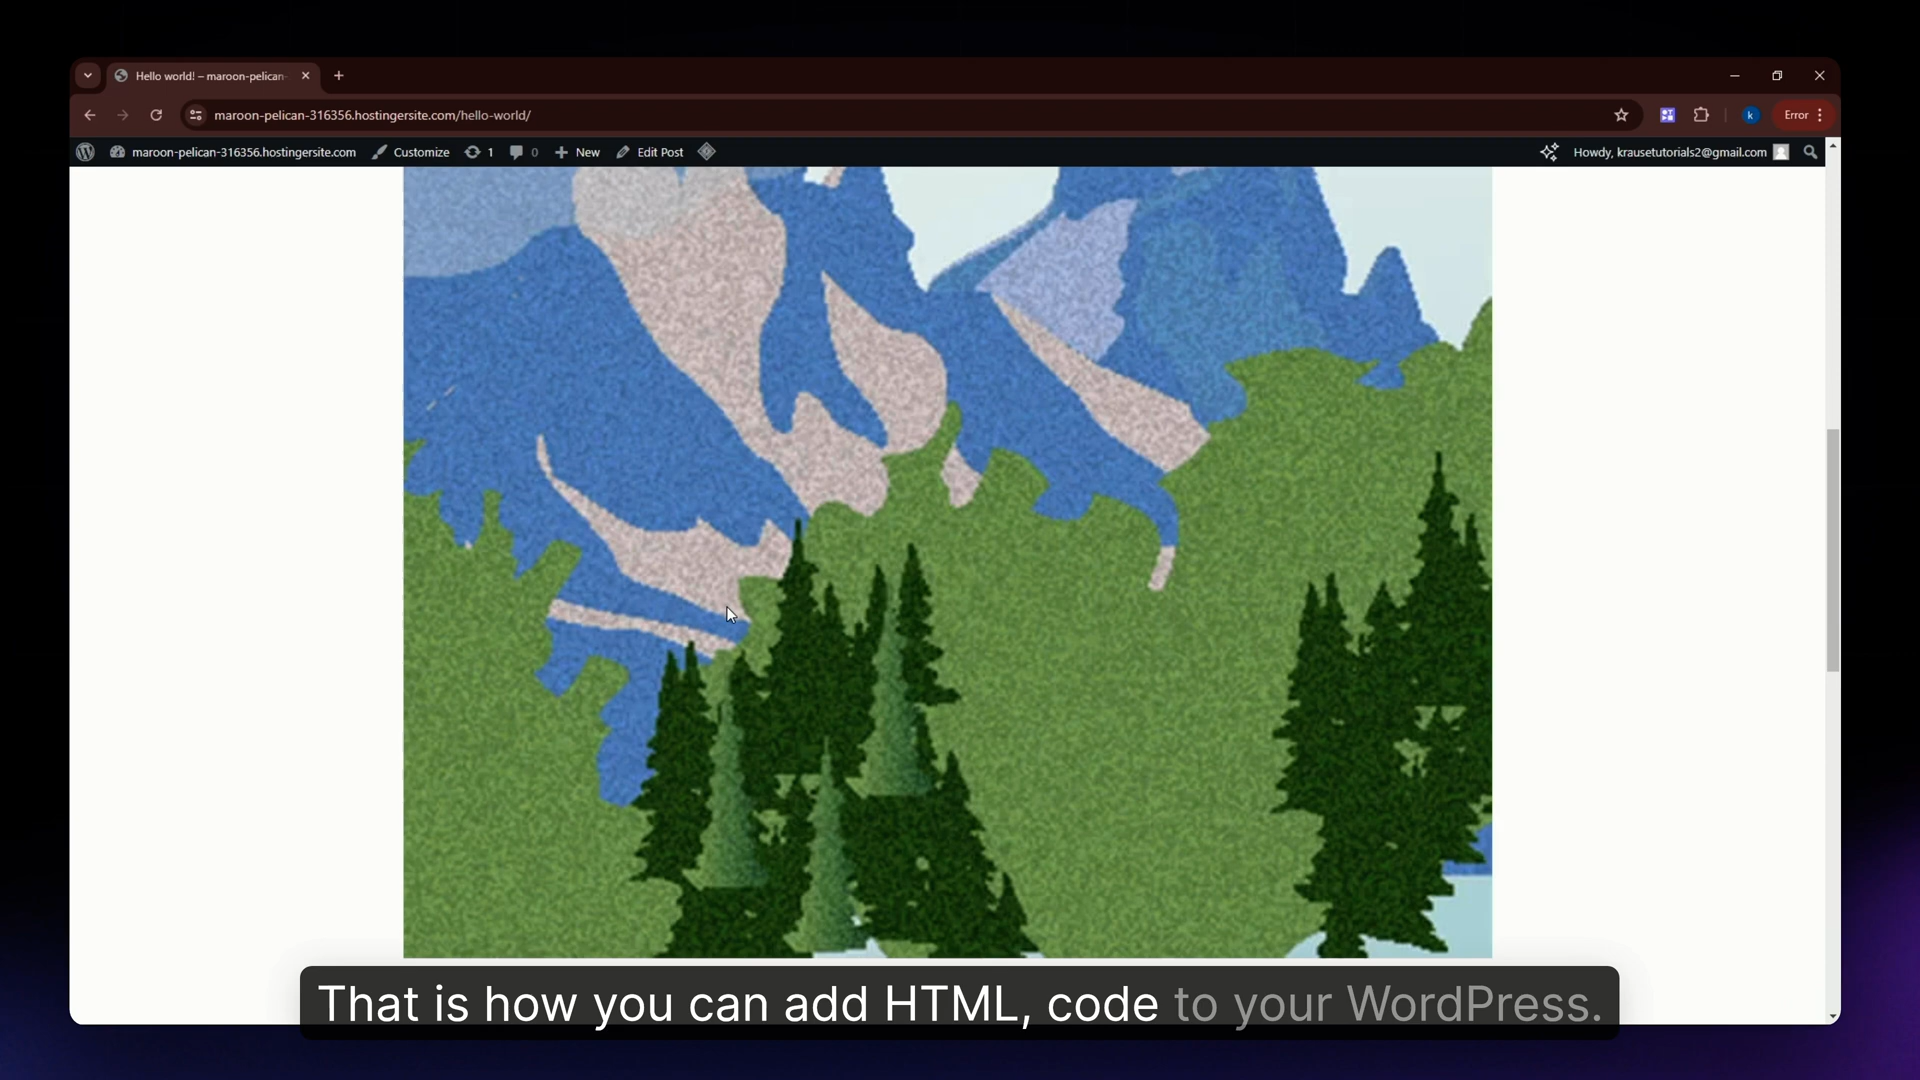 Hello world! – maroon-pelican-
maroon-pelican-316356.hostingersite.com/hello-world/
k
Error
maroon-pelican-316356.hostingersite.com Customize 1 0 New Edit Post
Howdy, krausetutorials2@gmail.com
That is how you can add HTML, code to your WordPress.